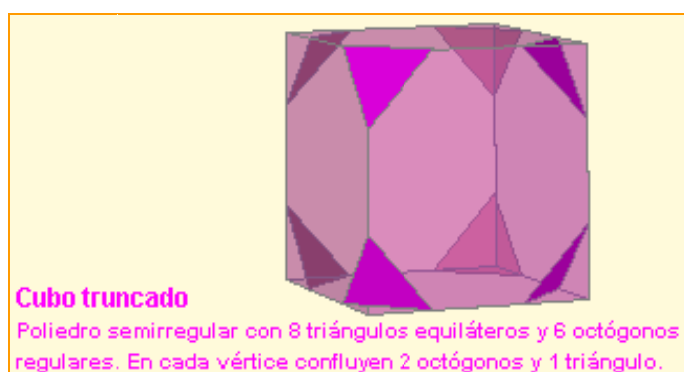 Cubo truncado
Poliedro semirregular con 8 triángulos equiláteros y 6 octógonos
regulares. En cada vértice confluyen 2 octógonos y 1 triángulo.